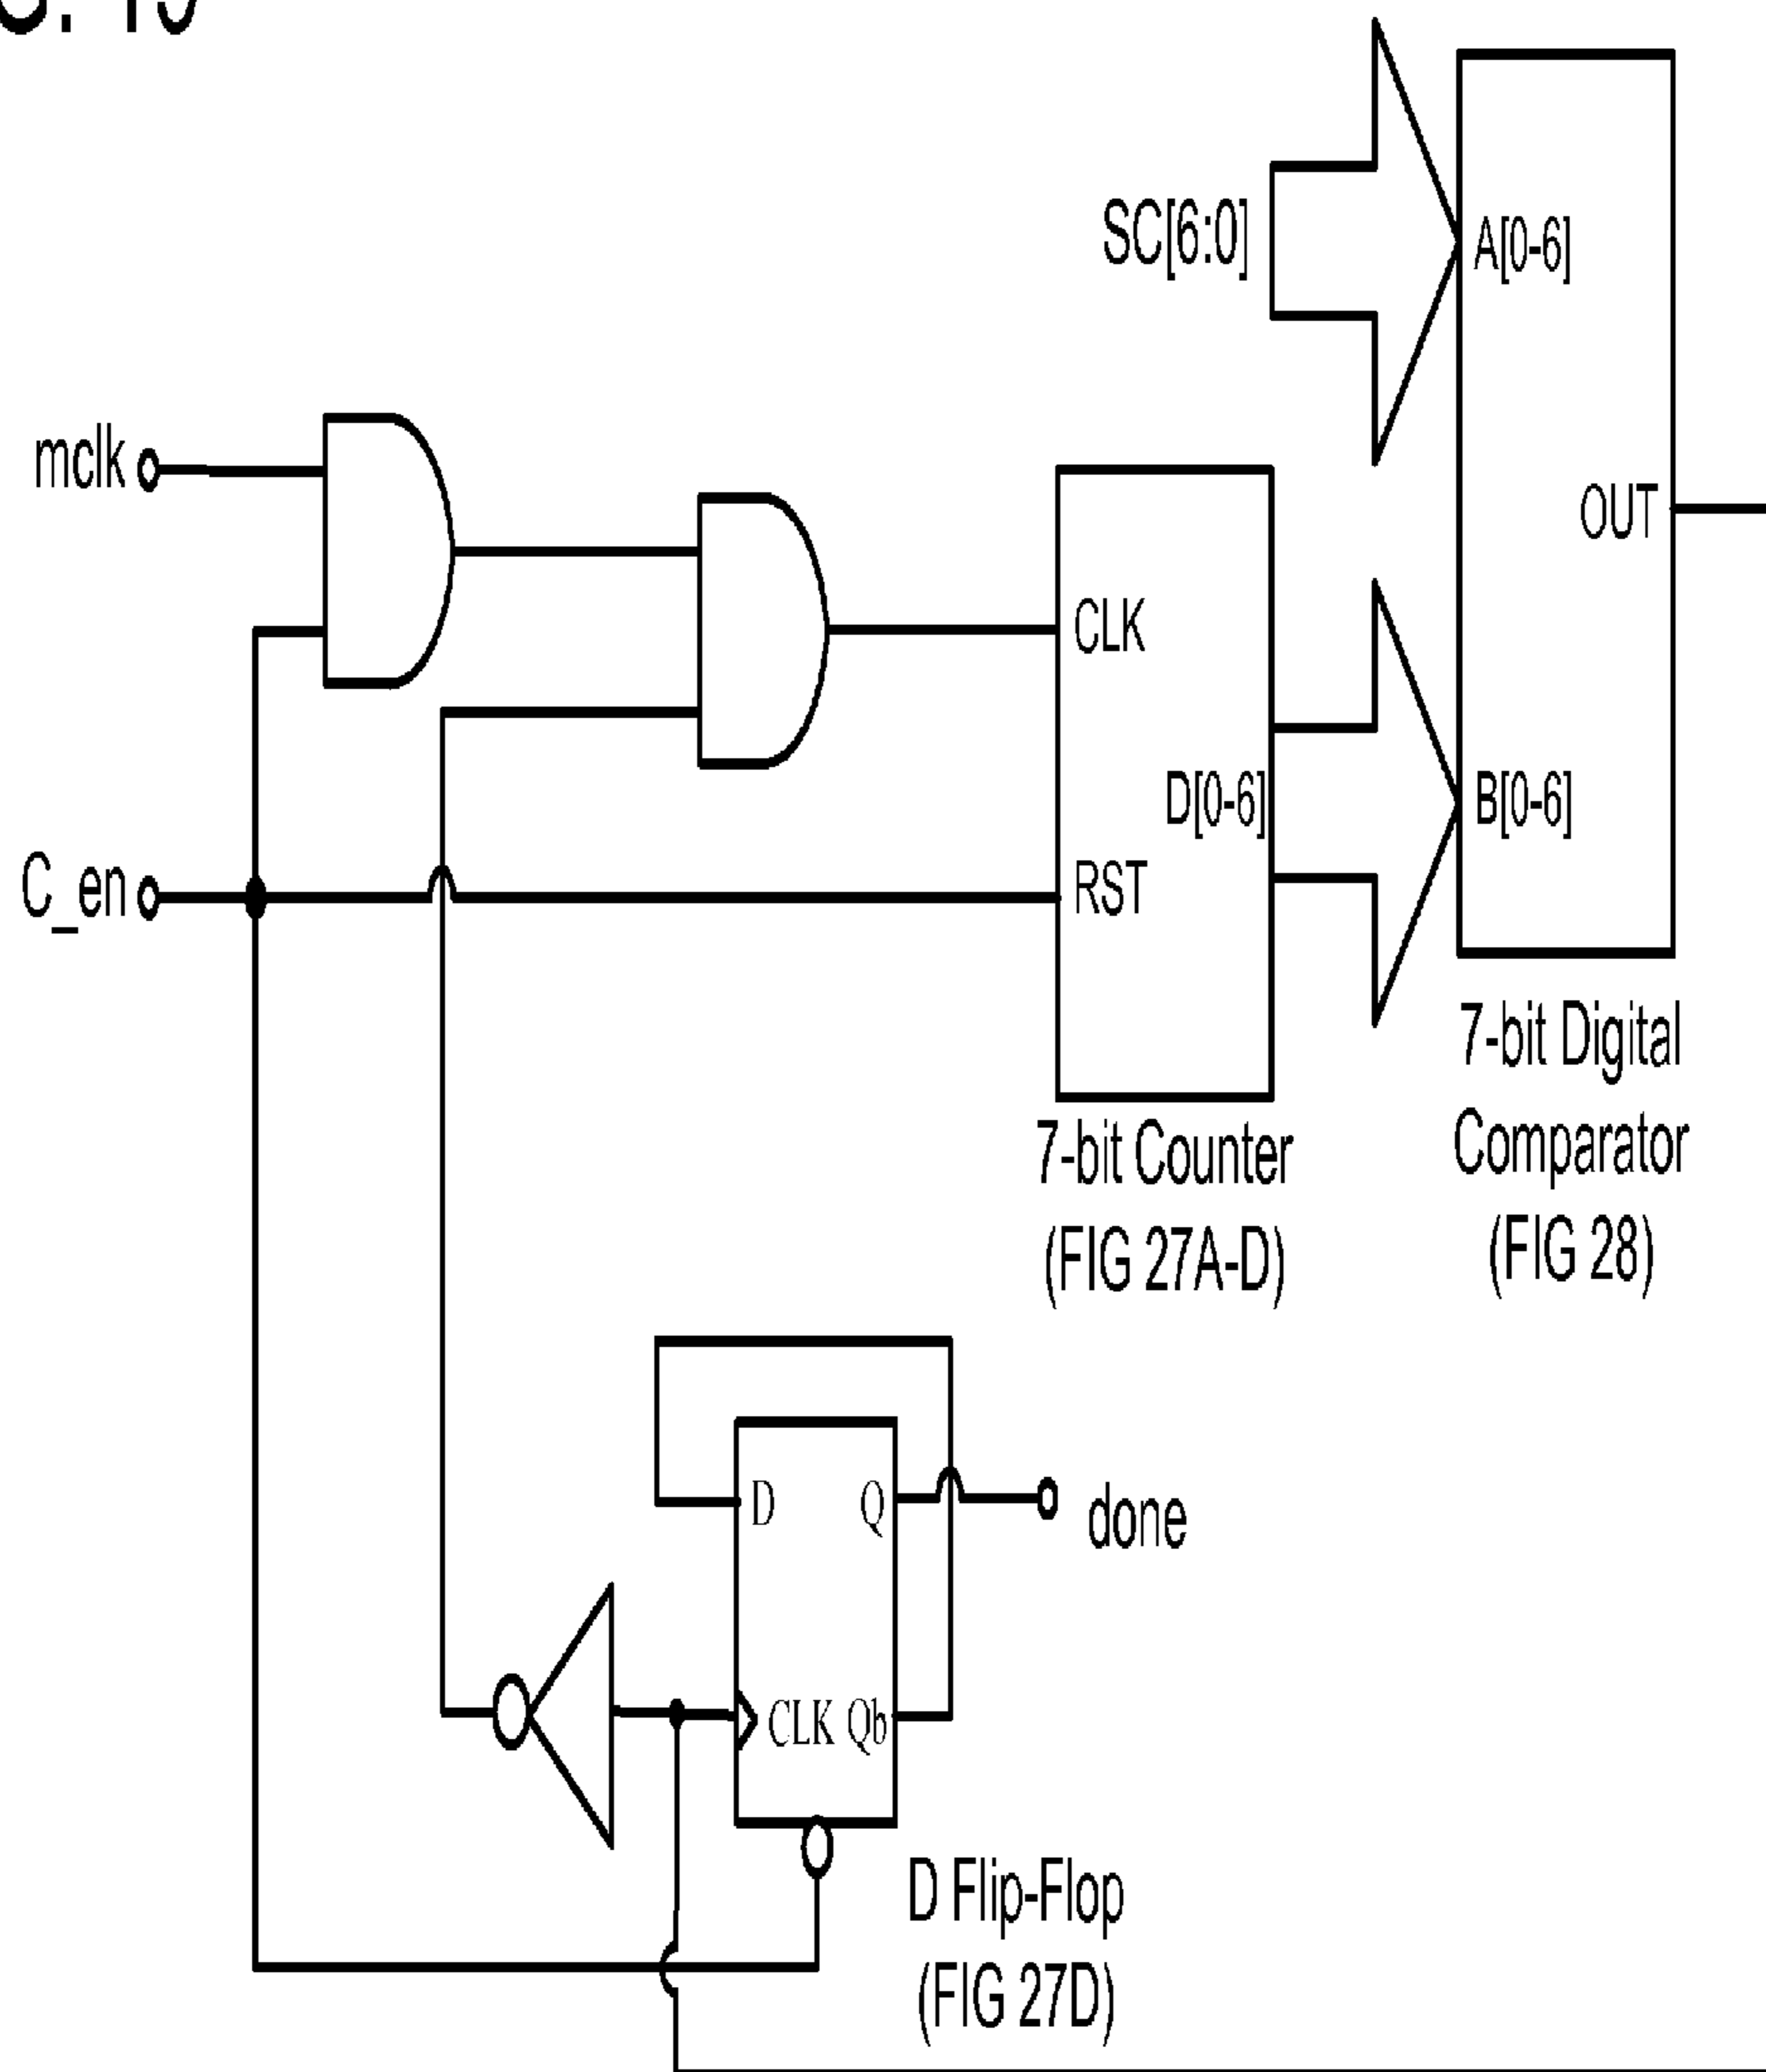 SC[6:0]
A[0-6]
mclk
OUT
CLK
D[0-6]
B[0-6]
C_en
RST
7-bit Digital
Comparator
(FIG 28)
7-bit Counter
(FIG 27A-D)
D
Q
done
CLK
Qb
D Flip-Flop
(FIG 27D)